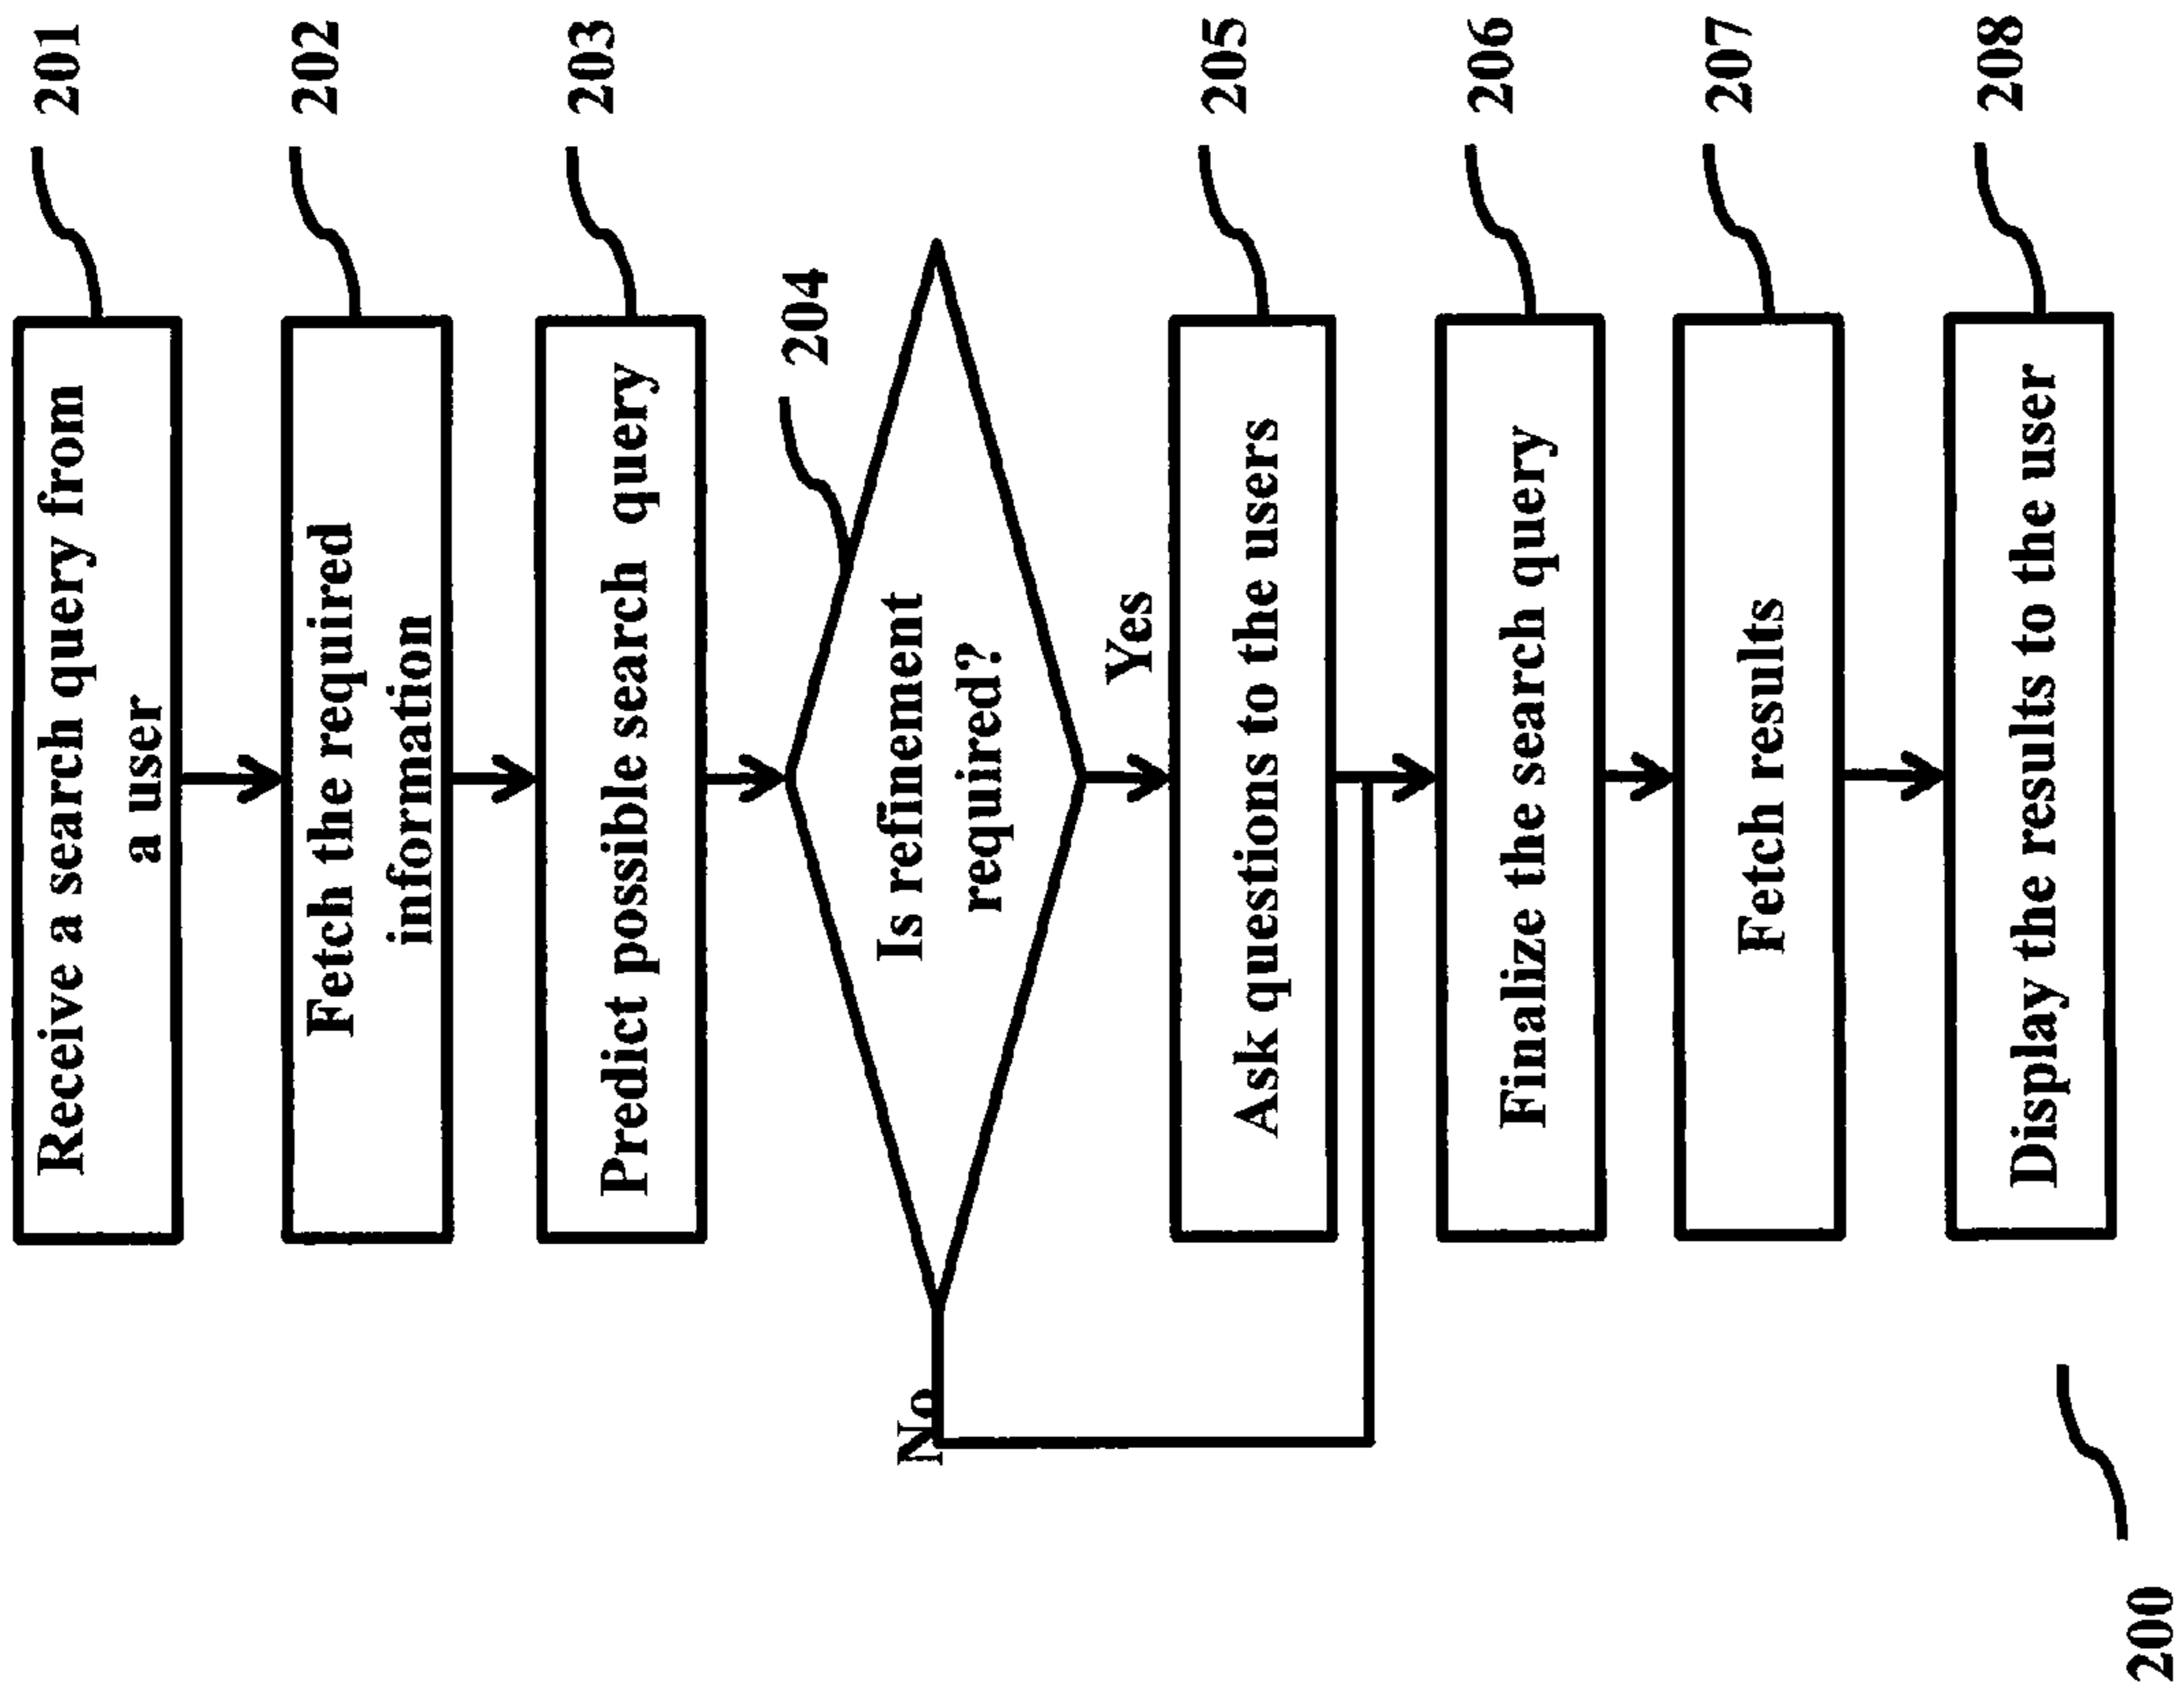 Receive a search query from
a user
201
Fetch the required
information
202
Predict possible search query
203
204
Is refinement
required?
No
Yes
Ask questions to the users
205
Finalize the search query
206
Fetch results
207
Display the results to the user
208
200